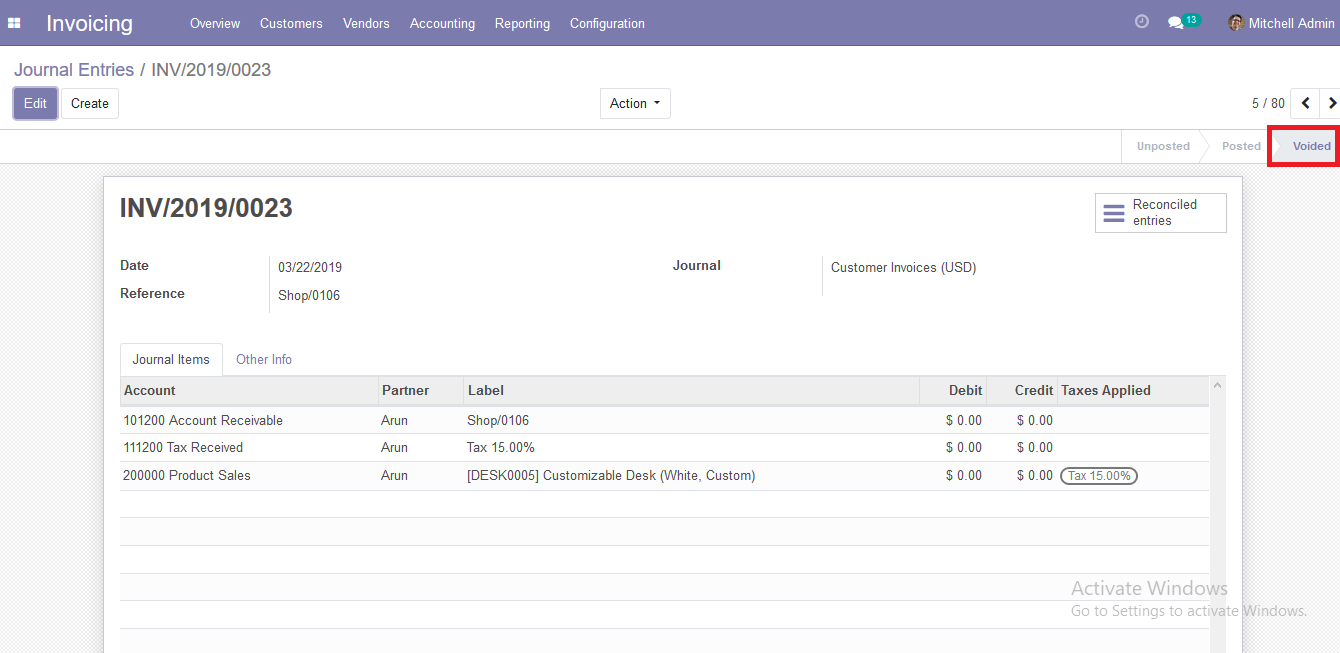 Invoicing Overview Customers Vendors Accounting Reporting Configuration 13 Mitchell Admin
Journal Entries / INV/2019/0023
Edit Create Action 5 / 80
Unposted Posted Voided
INV/2019/0023
Reconciled
entries
Date 03/22/2019 Journal Customer Invoices (USD)
Reference Shop/0106
Journal Items Other Info
Account Partner Label Debit Credit Taxes Applied
101200 Account Receivable Arun Shop/0106 $ 0.00 $ 0.00
111200 Tax Received Arun Tax 15.00% $ 0.00 $ 0.00
200000 Product Sales Arun [DESK0005] Customizable Desk (White, Custom) $ 0.00 $ 0.00 Tax 15.00%
Activate Windows
Go to Settings to activate Windows.